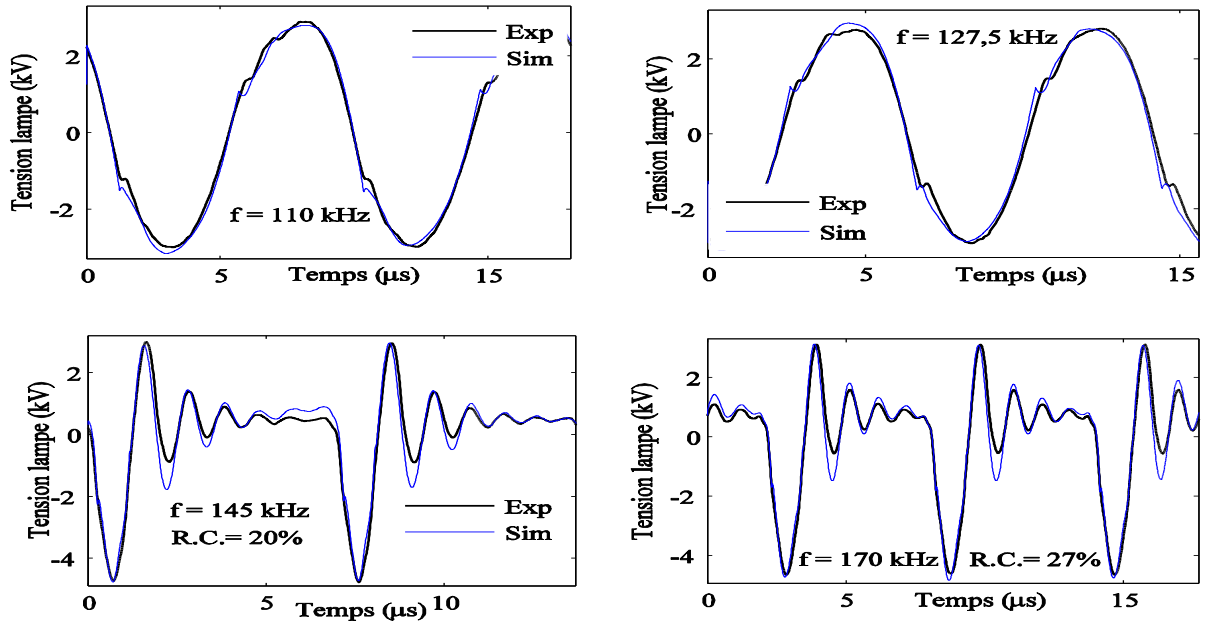 Tension lampe (kV)
2
0
-2
Exp
Sim
f = 110 kHz
0
5
Temps (µs)
15
Tension lampe (kV)
2
0
-2
f = 127,5 kHz
Exp
Sim
0
5
Temps (µs)
15
Tension lampe (kV)
2
0
-2
-4
f = 145 kHz
R.C.= 20%
Exp
Sim
0
5
Temps (µs)
10
Tension lampe (kV)
2
0
-2
-4
f = 170 kHz
R.C.= 27%
0
5
Temps (µs)
15